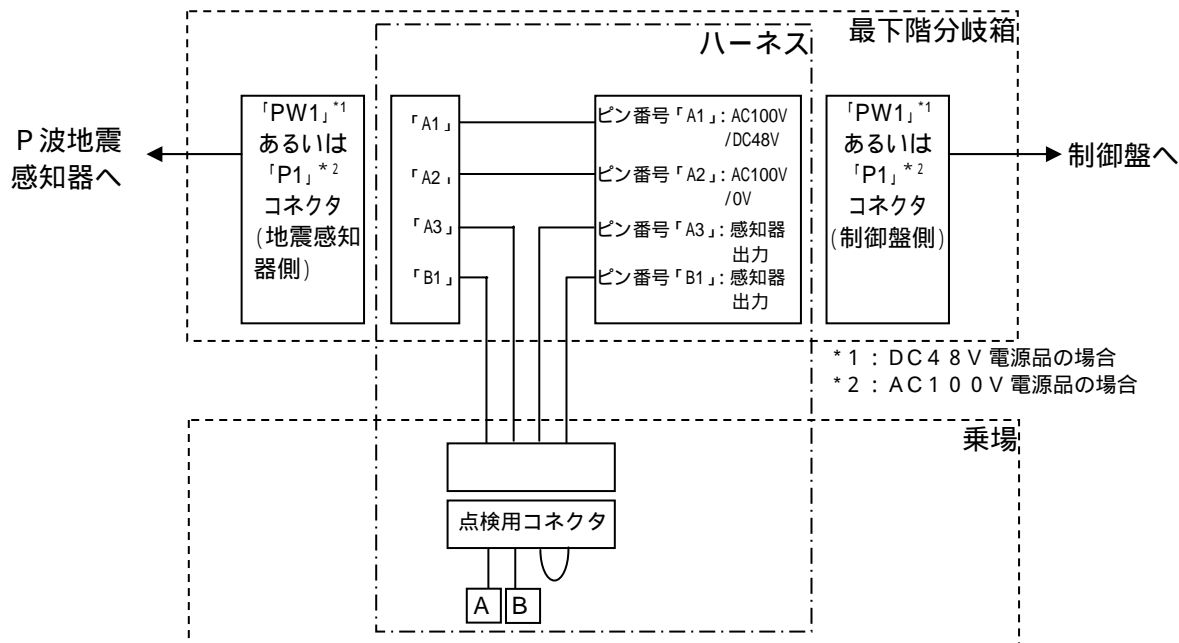 最下階分岐箱
ハーネス
P波地震
感知器へ
「PW1」*1
あるいは
「P1」*2
コネクタ
(地震感知
器側)
「A1」
「A2」
「A3」
「B1」
ピン番号「A1」：AC100V
/DC48V
ピン番号「A2」：AC100V
/0V
ピン番号「A3」：感知器
出力
ピン番号「B1」：感知器
出力
「PW1」*1
あるいは
「P1」*2
コネクタ
(制御盤側)
制御盤へ
*1：DC48V電源品の場合
*2：AC100V電源品の場合
乗場
点検用コネクタ
A B